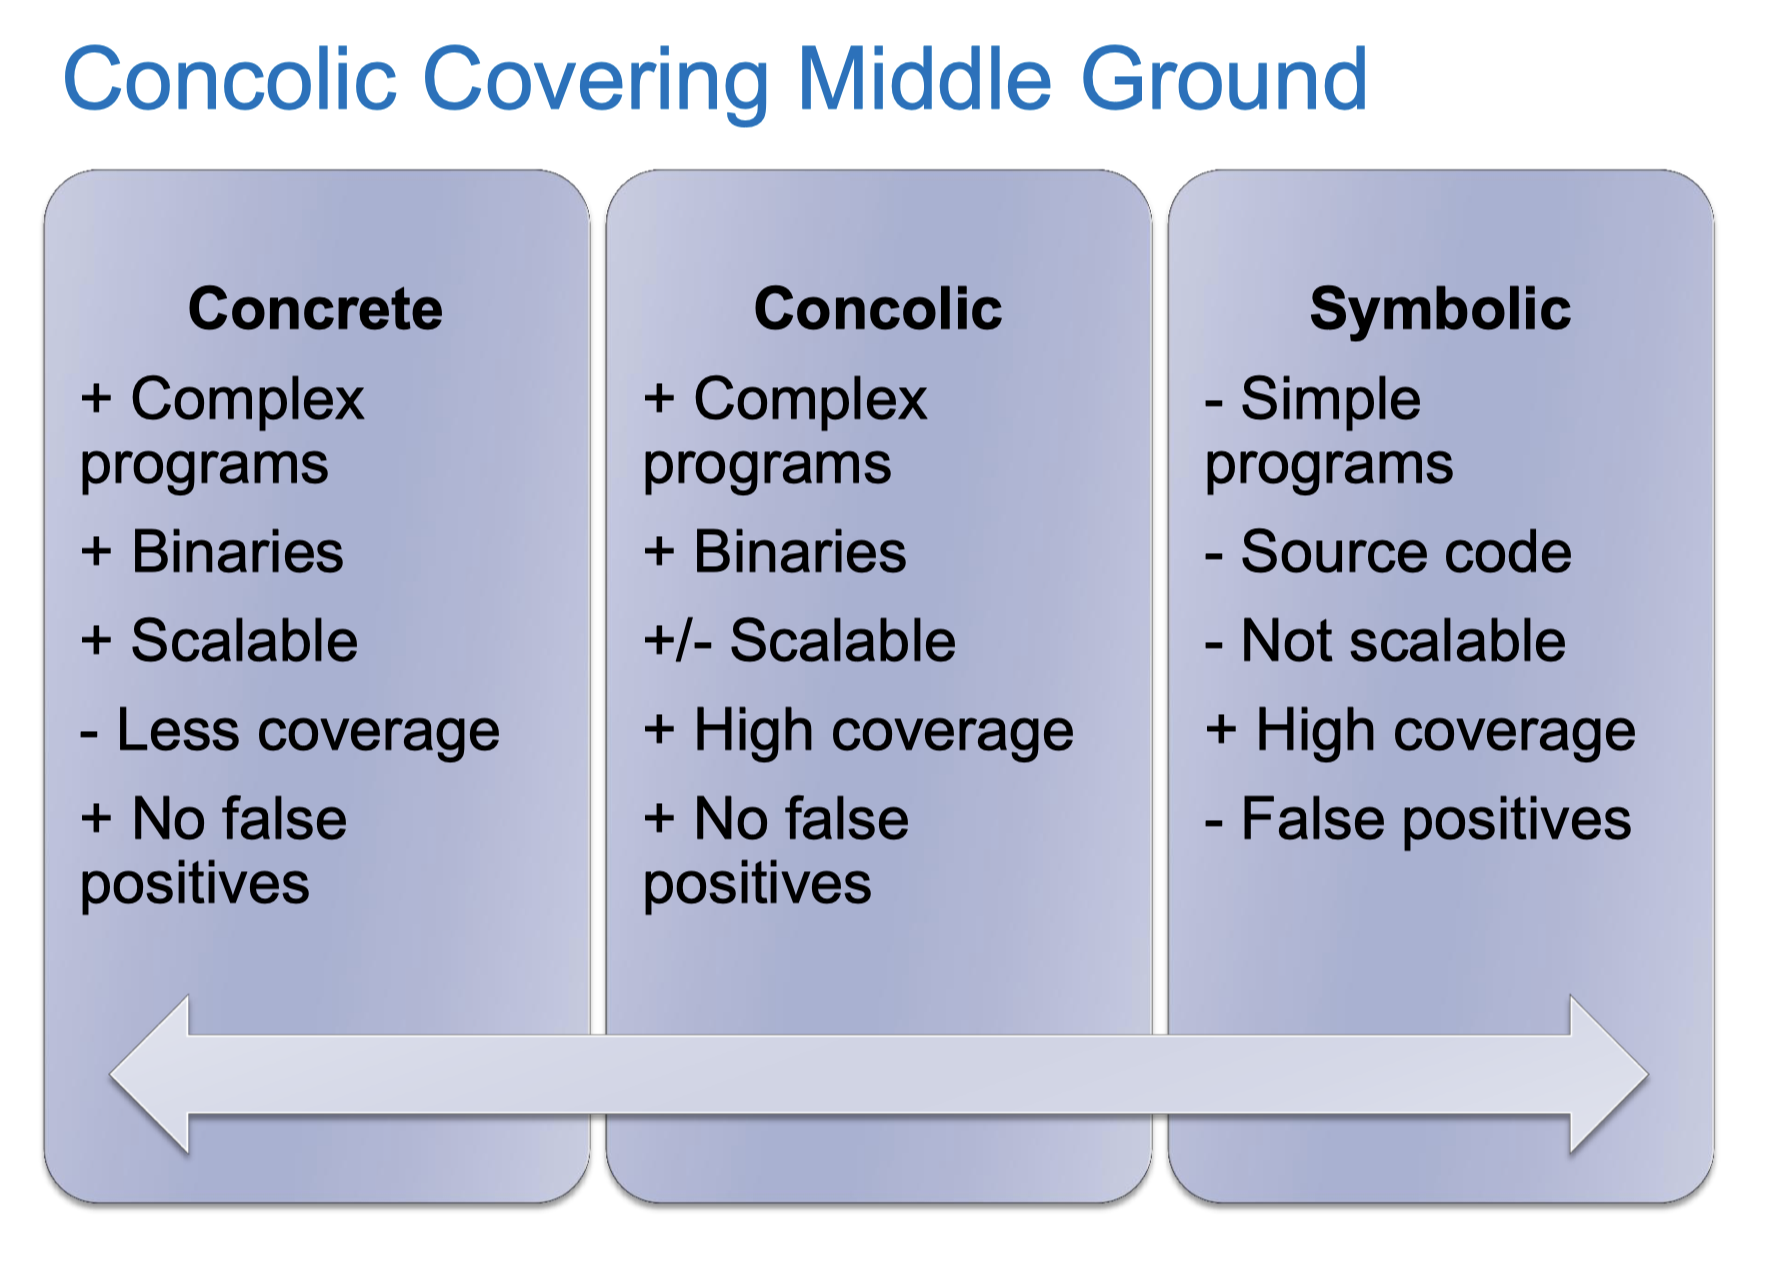 Concolic Covering Middle Ground
Concrete
+ Complex
programs
+ Binaries
+ Scalable
- Less coverage
+ No false
positives
Concolic
+ Complex
programs
+ Binaries
+/- Scalable
+ High coverage
+ No false
positives
Symbolic
- Simple
programs
- Source code
- Not scalable
+ High coverage
- False positives